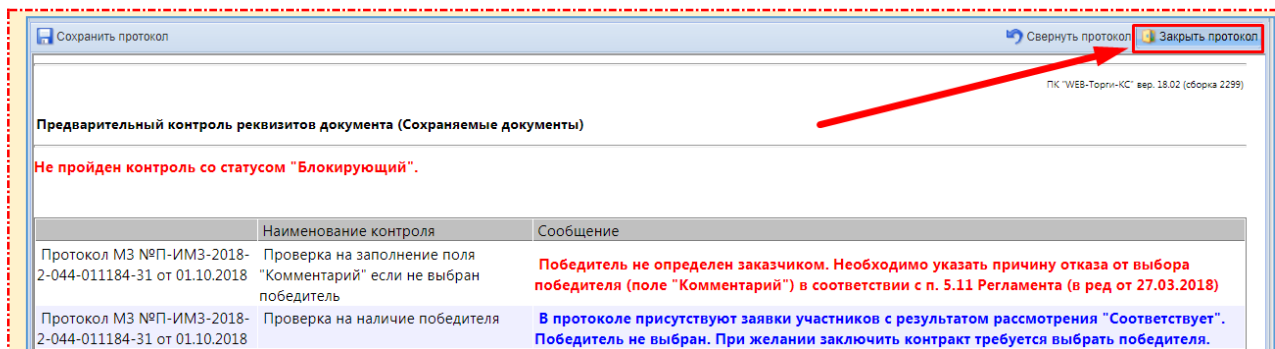 Сохранить протокол Свернуть протокол Закрыть протокол
ПК "WEB-Торги-КС" вер. 18.02 (сборка 2299)
Предварительный контроль реквизитов документа (Сохраняемые документы)
Не пройден контроль со статусом "Блокирующий".
Наименование контроля Сообщение
Протокол МЗ №П-ИМЗ-2018- Проверка на заполнение поля
2-044-011184-31 от 01.10.2018 "Комментарий" если не выбран
победитель
Победитель не определен заказчиком. Необходимо указать причину отказа от выбора
победителя (поле "Комментарий") в соответствии с п. 5.11 Регламента (в ред от 27.03.2018)
Протокол МЗ №П-ИМЗ-2018- Проверка на наличие победителя
2-044-011184-31 от 01.10.2018
В протоколе присутствуют заявки участников с результатом рассмотрения "Соответствует".
Победитель не выбран. При желании заключить контракт требуется выбрать победителя.